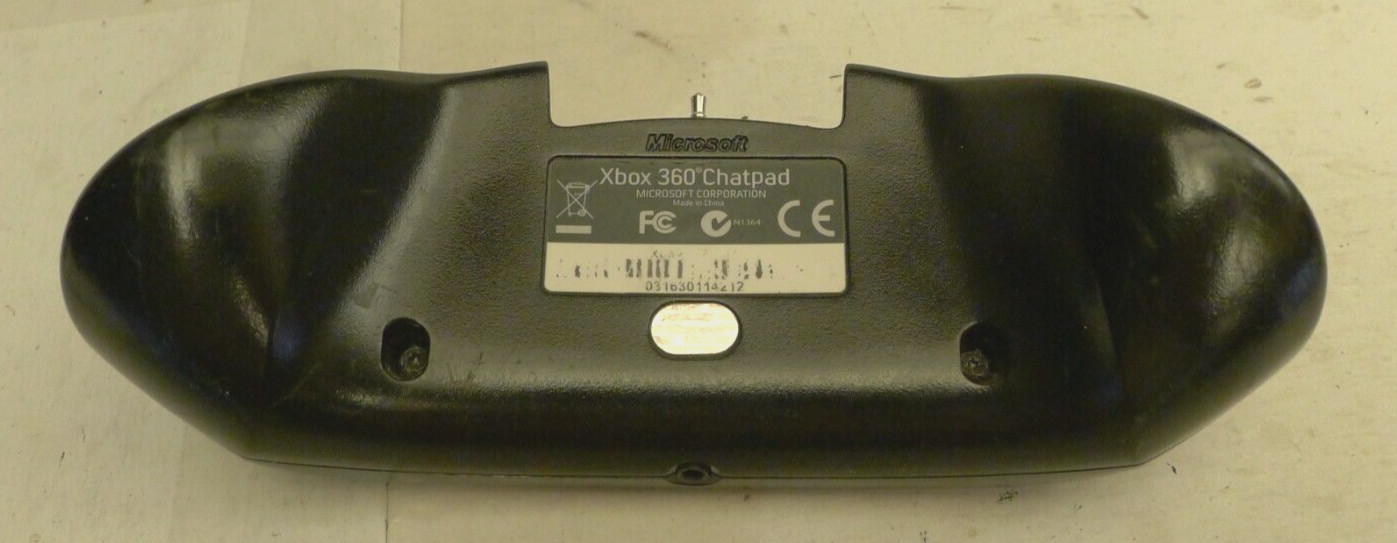 Microsoft
Xbox 360® Chatpad
MICROSOFT CORPORATION
Made in China
FC N1364 CE
031630114212